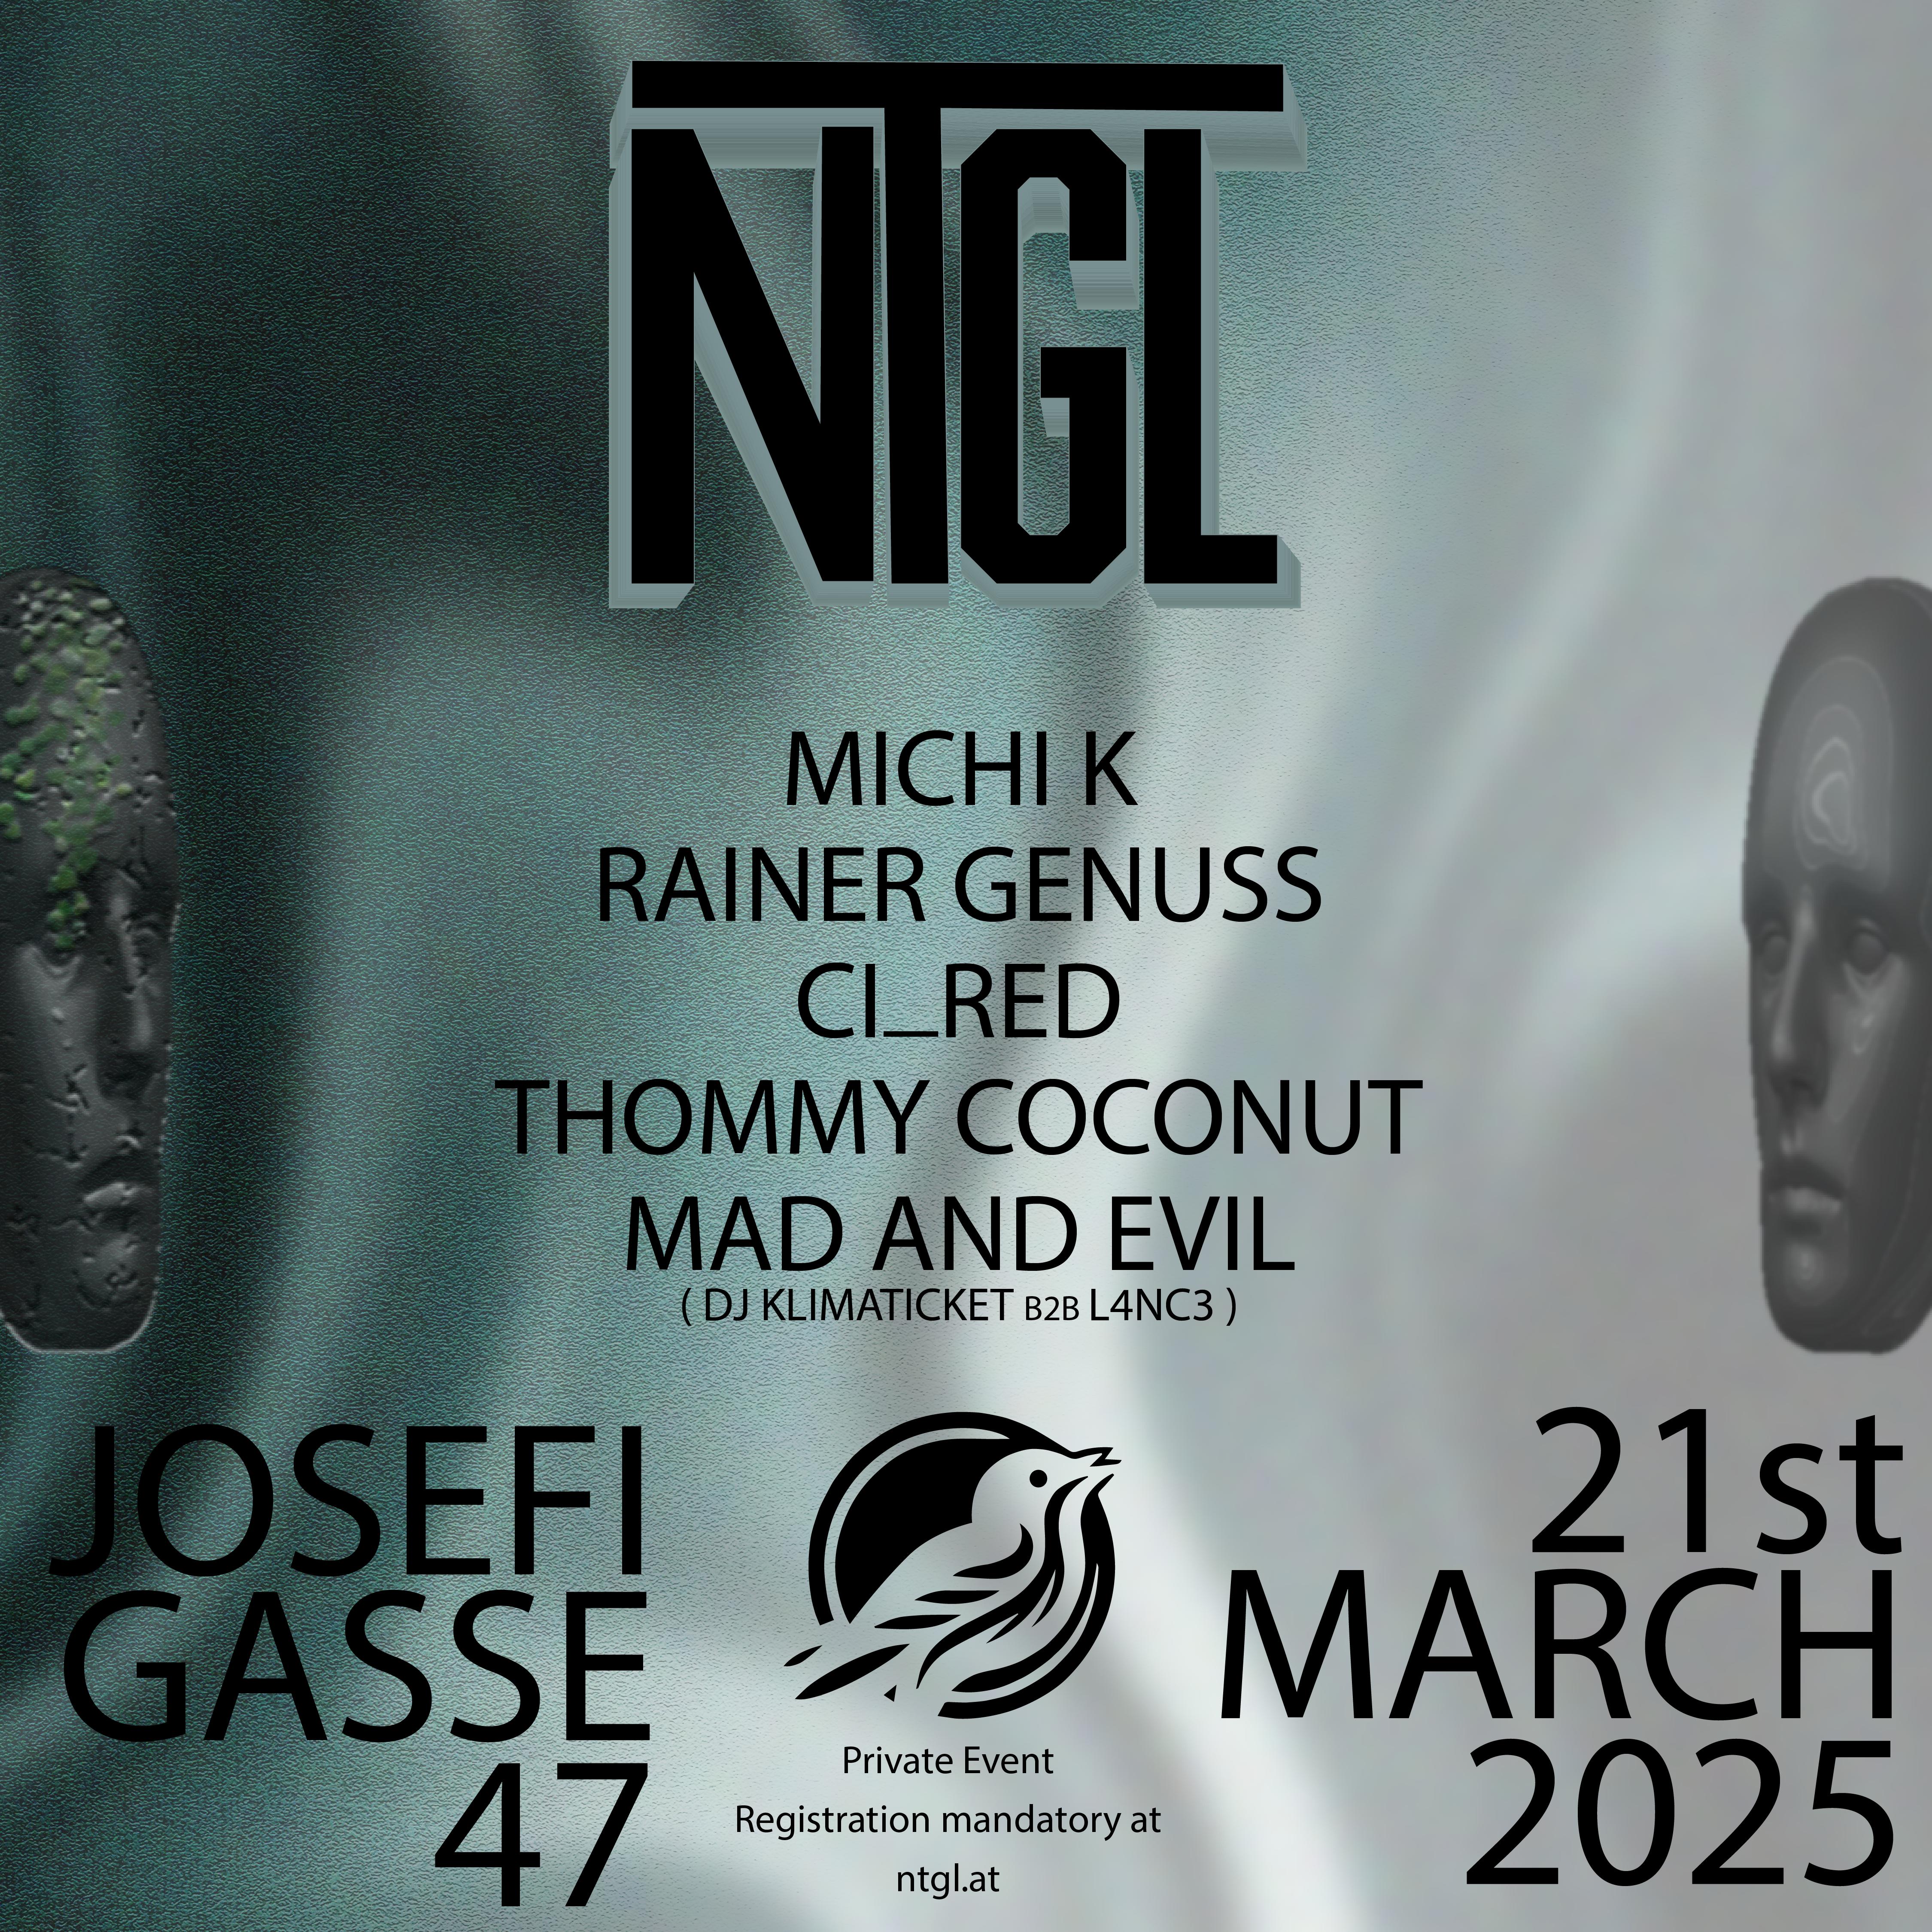 NTGL
MICHI K
RAINER GENUSS
CI_RED
THOMMY COCONUT
MAD AND EVIL
( DJ KLIMATICKET B2B L4NC3 )
JOSEFI
GASSE
47
Private Event
Registration mandatory at
ntgl.at
21st
MARCH
2025